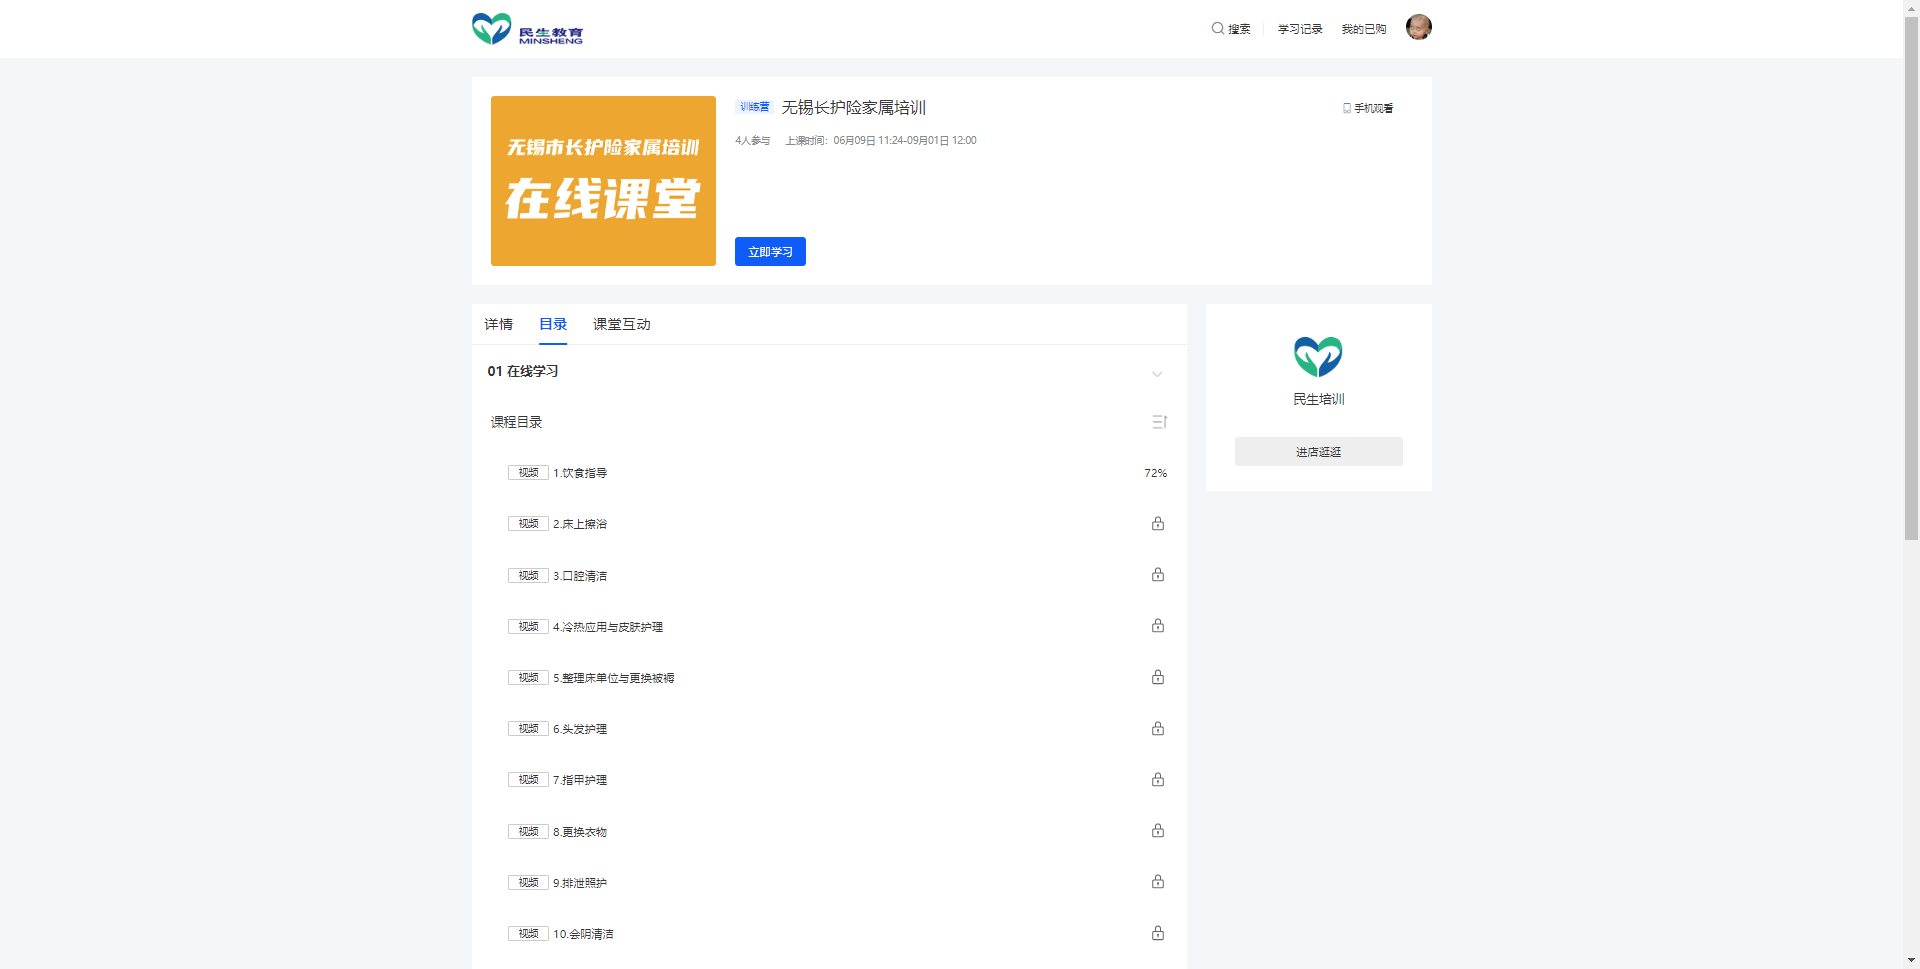 民生教育
MINSHENG
搜索
学习记录
我的已购
无锡市长护险家属培训
在线课堂
训练营 无锡长护险家属培训
手机观看
4人参与 上课时间：06月09日 11:24-09月01日 12:00
立即学习
详情 目录 课堂互动
01 在线学习
课程目录
视频 1.饮食指导 72%
视频 2.床上擦浴
视频 3.口腔清洁
视频 4.冷热应用与皮肤护理
视频 5.整理床单位与更换被褥
视频 6.头发护理
视频 7.指甲护理
视频 8.更换衣物
视频 9.排泄照护
视频 10.会阴清洁
民生培训
进店逛逛